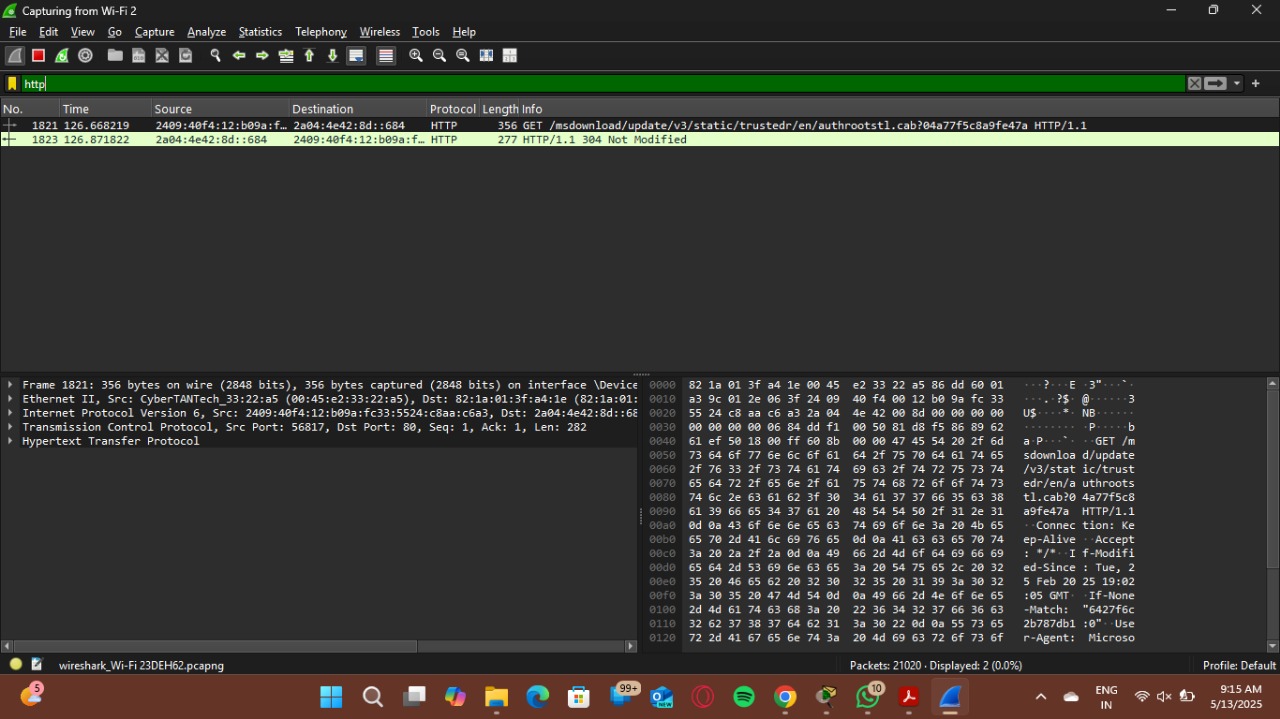 Capturing from Wi-Fi 2
File Edit View Go Capture Analyze Statistics Telephony Wireless Tools Help
http
No. Time Source Destination Protocol Length Info
1821 126.668219 2409:40f4:12:b09a:f… 2a04:4e42:8d::684 HTTP 356 GET /msdownload/update/v3/static/trustedr/en/authrootstl.cab?04a77f5c8a9fe47a HTTP/1.1
1823 126.871822 2a04:4e42:8d::684 2409:40f4:12:b09a:f… HTTP 277 HTTP/1.1 304 Not Modified
Frame 1821: 356 bytes on wire (2848 bits), 356 bytes captured (2848 bits) on interface \Device
Ethernet II, Src: CyberTANTech_33:22:a5 (00:45:e2:33:22:a5), Dst: 82:1a:01:3f:a4:1e (82:1a:01:
Internet Protocol Version 6, Src: 2409:40f4:12:b09a:fc33:5524:c8aa:c6a3, Dst: 2a04:4e42:8d::68
Transmission Control Protocol, Src Port: 56817, Dst Port: 80, Seq: 1, Ack: 1, Len: 282
Hypertext Transfer Protocol
0000 82 1a 01 3f a4 1e 00 45 e2 33 22 a5 86 dd 60 01 ···?···E ·3"···`·
0010 a3 9c 01 2e 06 3f 24 09 40 f4 00 12 b0 9a fc 33 ···.·?$· @······3
0020 55 24 c8 aa c6 a3 2a 04 4e 42 00 8d 00 00 00 00 U$····*· NB······
0030 00 00 00 00 06 84 dd f1 00 50 81 d8 f5 86 89 62 ········ ·P·····b
0040 61 ef 50 18 00 ff 60 8b 00 00 47 45 54 20 2f 6d a·P···`· ··GET /m
0050 73 64 6f 77 6e 6c 6f 61 64 2f 75 70 64 61 74 65 sdownloa d/update
0060 2f 76 33 2f 73 74 61 74 69 63 2f 74 72 75 73 74 /v3/stat ic/trust
0070 65 64 72 2f 65 6e 2f 61 75 74 68 72 6f 6f 74 73 edr/en/a uthroots
0080 74 6c 2e 63 61 62 3f 30 34 61 37 37 66 35 63 38 tl.cab?0 4a77f5c8
0090 61 39 66 65 34 37 61 20 48 54 54 50 2f 31 2e 31 a9fe47a HTTP/1.1
00a0 0d 0a 43 6f 6e 6e 65 63 74 69 6f 6e 3a 20 4b 65 ··Connec tion: Ke
00b0 65 70 2d 41 6c 69 76 65 0d 0a 41 63 63 65 70 74 ep-Alive ··Accept
00c0 3a 20 2a 2f 2a 0d 0a 49 66 2d 4d 6f 64 69 66 69 : */*··I f-Modifi
00d0 65 64 2d 53 69 6e 63 65 3a 20 54 75 65 2c 20 32 ed-Since : Tue, 2
00e0 35 20 46 65 62 20 32 30 32 35 20 31 39 3a 30 32 5 Feb 20 25 19:02
00f0 3a 30 35 20 47 4d 54 0d 0a 49 66 2d 4e 6f 6e 65 :05 GMT· ·If-None
0100 2d 4d 61 74 63 68 3a 20 22 36 34 32 37 66 36 63 -Match: "6427f6c
0110 32 62 37 38 37 64 62 31 3a 30 22 0d 0a 55 73 65 2b787db1 :0"··Use
0120 72 2d 41 67 65 6e 74 3a 20 4d 69 63 72 6f 73 6f r-Agent: Microso
wireshark_Wi-Fi 23DEH62.pcapng Packets: 21020 · Displayed: 2 (0.0%) Profile: Default
5
99+
NEW
10
ENG
IN
9:15 AM
5/13/2025